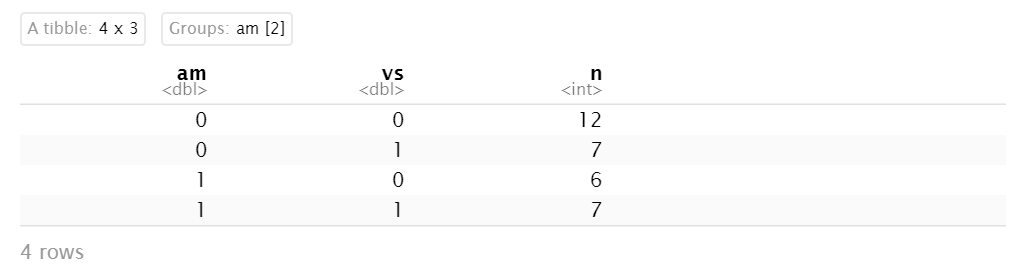 A tibble: 4 x 3 Groups: am [2]
am vs n
<dbl> <dbl> <int>
0 0 12
0 1 7
1 0 6
1 1 7
4 rows